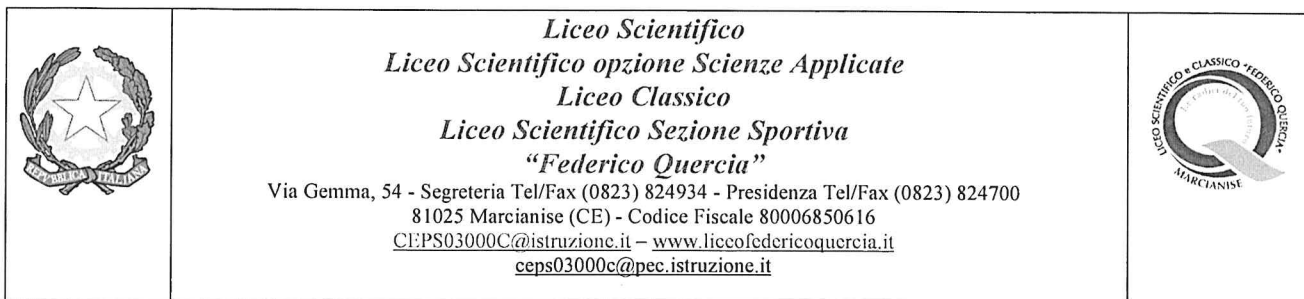 Liceo Scientifico
Liceo Scientifico opzione Scienze Applicate
Liceo Classico
Liceo Scientifico Sezione Sportiva
“Federico Quercia”
Via Gemma, 54 - Segreteria Tel/Fax (0823) 824934 - Presidenza Tel/Fax (0823) 824700
81025 Marcianise (CE) - Codice Fiscale 80006850616
CEPS03000C@istruzione.it – www.liceofedericoquercia.it
ceps03000c@pec.istruzione.it
REPVBBLICA ITALIANA
LICEO SCIENTIFICO e CLASSICO "FEDERICO QUERCIA"
MARCIANISE